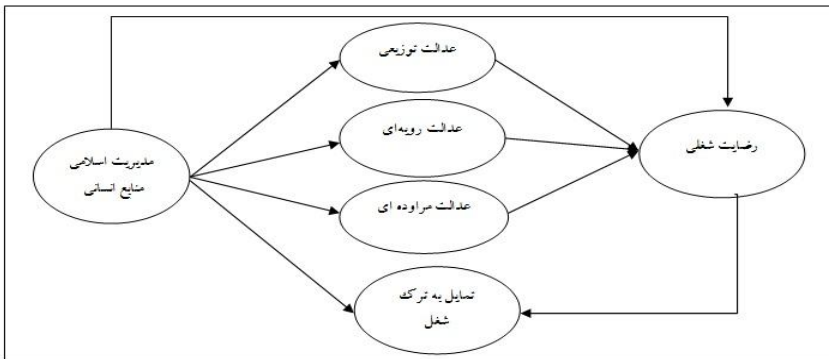 عدالت توزیعی
عدالت رویه‌ای
رضایت شغلی
مدیریت اسلامی
منابع انسانی
عدالت مراوده ای
تمایل به ترک
شغل